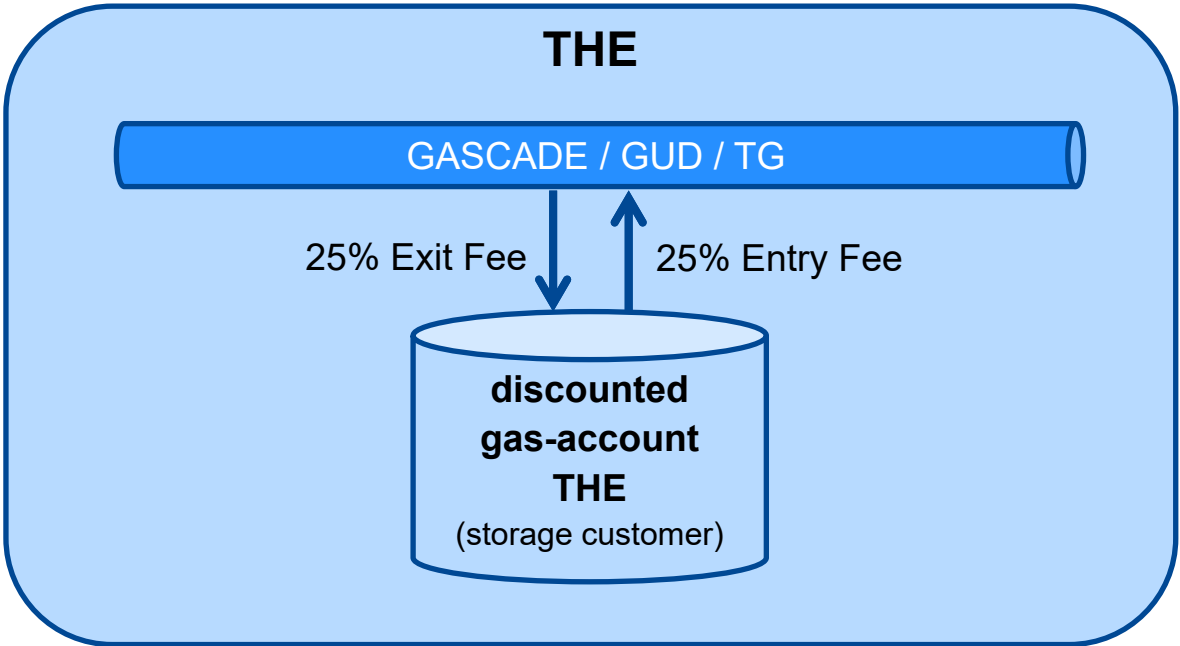 THE
GASCADE / GUD / TG
25% Exit Fee
25% Entry Fee
discounted
gas-account
THE
(storage customer)